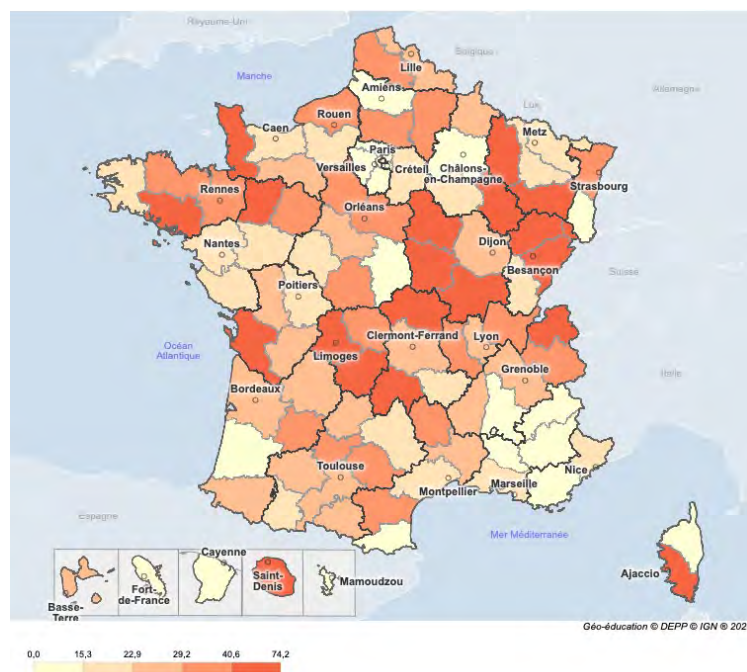 Royaume-Uni
Belgique
Manche
Lille
Allemagne
Amiens
Lux
Rouen
Caen
Metz
Paris
Versailles
Créteil
Châlons-
en-Champagne
Strasbourg
Rennes
Orléans
Nantes
Dijon
Besançon
Suisse
Poitiers
Océan
Atlantique
Clermont-Ferrand
Lyon
Limoges
Grenoble
Italie
Bordeaux
Toulouse
Nice
Montpellier
Marseille
Espagne
Mer Méditerranée
Cayenne
Saint-
Denis
Mamoudzou
Fort-
de-France
Basse-
Terre
Ajaccio
Géo-éducation © DEPP © IGN ® 202
0,0 15,3 22,9 29,2 40,6 74,2